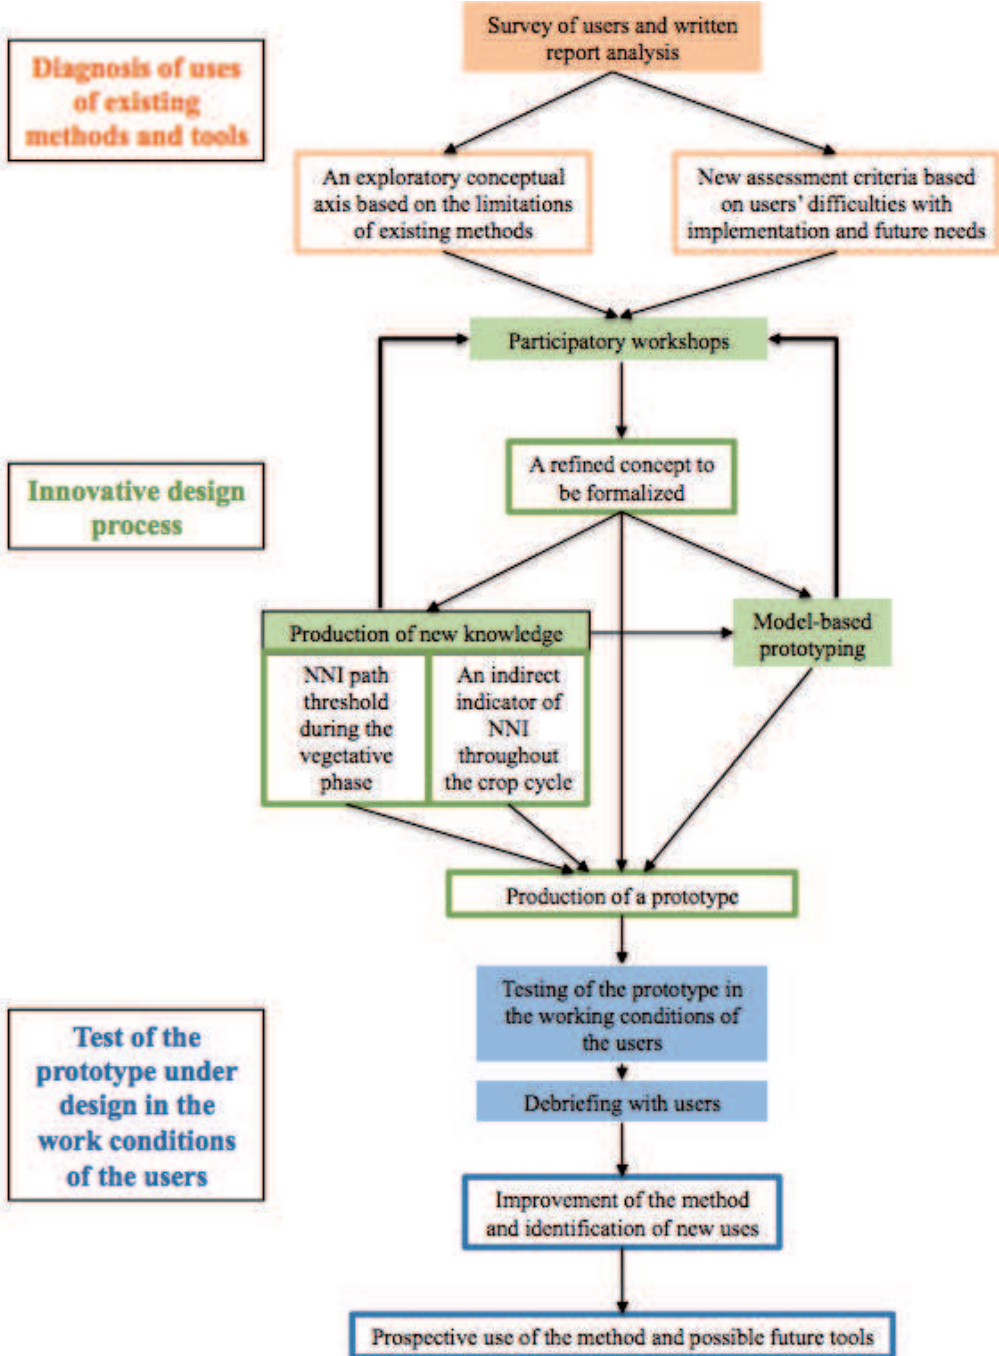 Survey of users and written
report analysis
Diagnosis of uses
of existing
methods and tools
An exploratory conceptual
axis based on the limitations
of existing methods
New assessment criteria based
on users' difficulties with
implementation and future needs
Participatory workshops
A refined concept to
be formalized
Innovative design
process
Production of new knowledge
NNI path
threshold
during the
vegetative
phase
An indirect
indicator of
NNI
throughout
the crop cycle
Model-based
prototyping
Production of a prototype
Testing of the prototype in
the working conditions of
the users
Test of the
prototype under
design in the
work conditions
of the users
Debriefing with users
Improvement of the method
and identification of new uses
Prospective use of the method and possible future tools